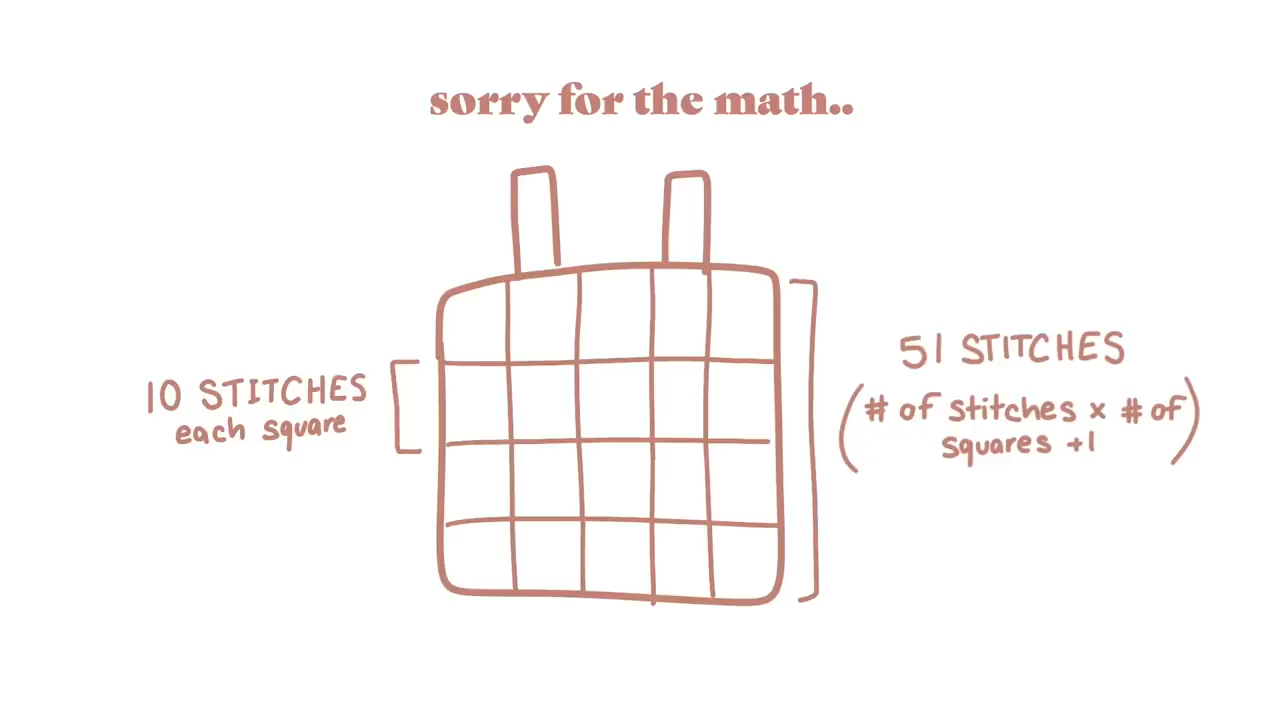 sorry for the math..
10 STITCHES
each square
51 STITCHES
(# of stitches x # of
squares +1)